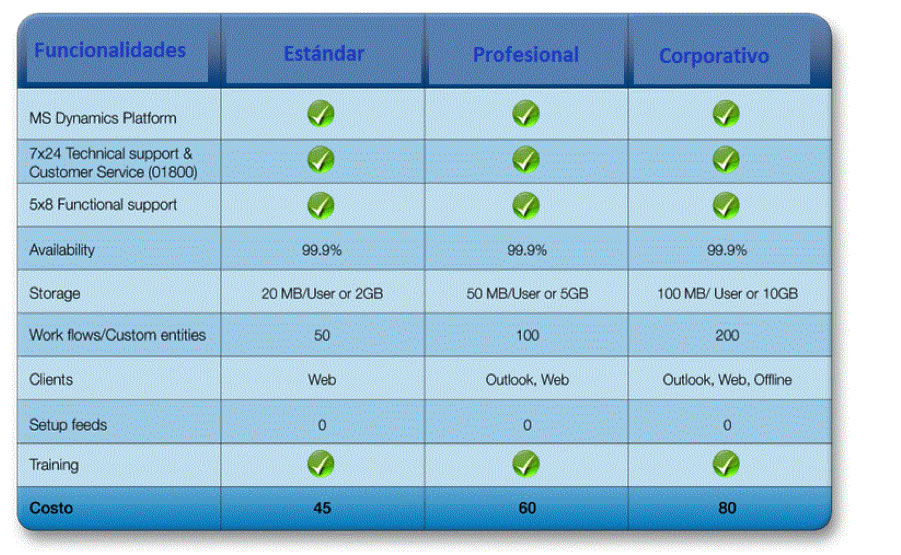 Funcionalidades Estándar Profesional Corporativo
MS Dynamics Platform
7x24 Technical support &
Customer Service (01800)
5x8 Functional support
Availability 99.9% 99.9% 99.9%
Storage 20 MB/User or 2GB 50 MB/User or 5GB 100 MB/ User or 10GB
Work flows/Custom entities 50 100 200
Clients Web Outlook, Web Outlook, Web, Offline
Setup feeds 0 0 0
Training
Costo 45 60 80